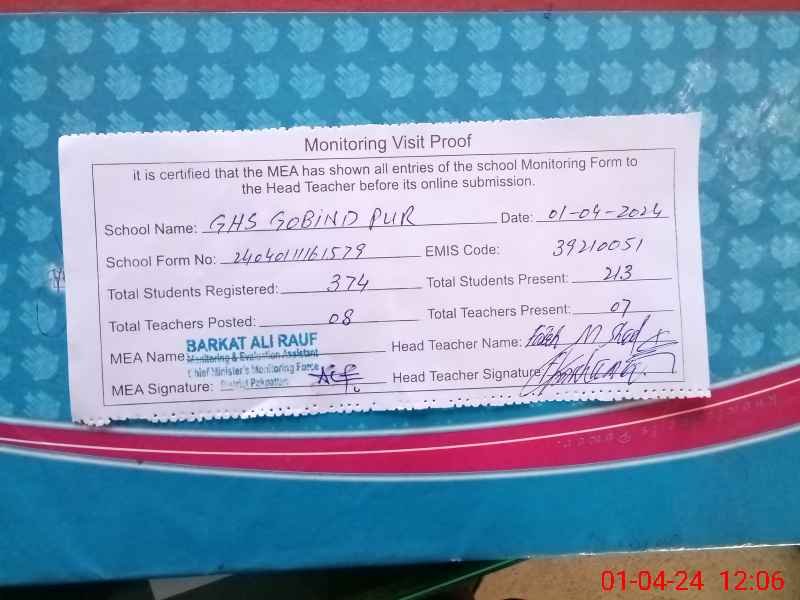 Monitoring Visit Proof
it is certified that the MEA has shown all entries of the school Monitoring Form to
the Head Teacher before its online submission.
School Name: GHS GOBIND PUR Date: 01-04-2024
School Form No: 2404011161579 EMIS Code: 39210051
Total Students Registered: 374 Total Students Present: 213
Total Teachers Posted: 08 Total Teachers Present: 07
MEA Name BARKAT ALI RAUF Head Teacher Name:
Monitoring & Evaluation Assistant
Chief Minister's Monitoring Force
District Pakpattan
MEA Signature: Head Teacher Signature
01-04-24 12:06